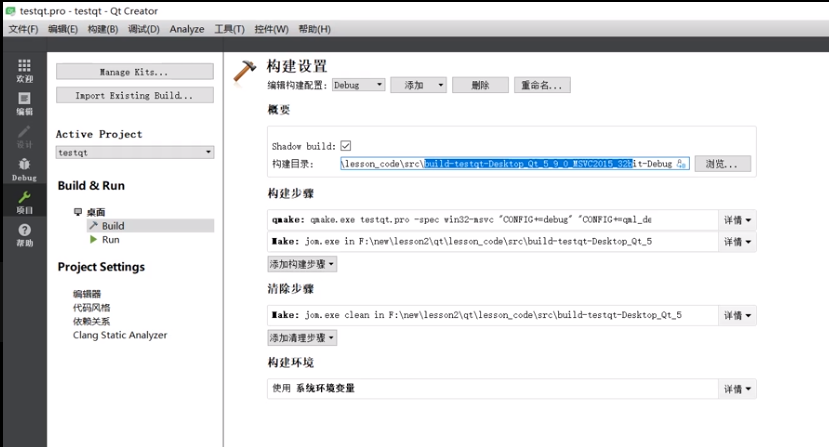 testqt.pro - testqt - Qt Creator
文件(F) 编辑(E) 构建(B) 调试(D) Analyze 工具(T) 控件(W) 帮助(H)
欢迎
编辑
设计
Debug
项目
帮助
Manage Kits...
Import Existing Build...
Active Project
testqt
Build & Run
桌面
Build
Run
Project Settings
编辑器
代码风格
依赖关系
Clang Static Analyzer
构建设置
编辑构建配置: Debug 添加 删除 重命名...
概要
Shadow build:
构建目录: \lesson_code\src\build-testqt-Desktop_Qt_5_9_0_MSVC2015_32bit-Debug 浏览...
构建步骤
qmake: qmake.exe testqt.pro -spec win32-msvc "CONFIG+=debug" "CONFIG+=qml_de 详情
Make: jom.exe in F:\new\lesson2\qt\lesson_code\src\build-testqt-Desktop_Qt_5 详情
添加构建步骤
清除步骤
Make: jom.exe clean in F:\new\lesson2\qt\lesson_code\src\build-testqt-Desktop_Qt_5 详情
添加清理步骤
构建环境
使用 系统环境变量 详情